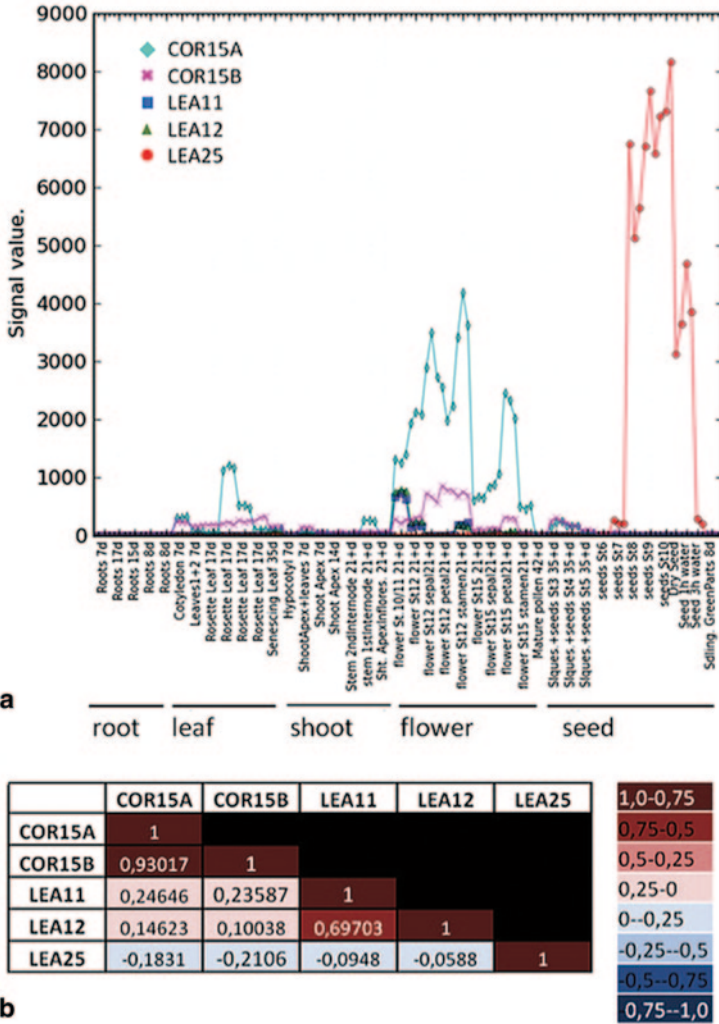 9000
8000
7000
6000
5000
4000
3000
2000
1000
0
Signal value.
COR15A
COR15B
LEA11
LEA12
LEA25
Roots 7d
Roots 17d
Roots 15d
Roots 8d
Roots 8d
Cotyledon 7d
Leaves1+2 7d
Rosette Leaf 17d
Rosette Leaf 17d
Rosette Leaf 17d
Rosette Leaf 17d
Senescing Leaf 35d
Hypocotyl 7d
ShootApex+leaves 7d
Shoot Apex 7d
Shoot Apex 14d
Stem 2ndInternode 21+d
stem 1stInternode 21+d
Sht. ApexInflores. 21+d
flower St.10/11 21+d
flower St12 21+d
flower St12 sepal21+d
flower St12 petal21+d
flower St12 stamen21+d
flower St15 21+d
flower St15 sepal21+d
flower St15 petal21+d
flower St15 stamen21+d
Mature pollen 42+d
Slques.+seeds St3 35+d
Slques.+seeds St4 35+d
Slques.+seeds St5 35+d
seeds St6
seeds St7
seeds St8
seeds St9
seeds St10
Dry Seed
Seed 1h water
Seed 3h water
Sdling. GreenParts 8d
a
root leaf shoot flower seed
COR15A COR15B LEA11 LEA12 LEA25
COR15A 1
COR15B 0,93017 1
LEA11 0,24646 0,23587 1
LEA12 0,14623 0,10038 0,69703 1
LEA25 -0,1831 -0,2106 -0,0948 -0,0588 1
1,0-0,75
0,75-0,5
0,5-0,25
0,25-0
0--0,25
-0,25--0,5
-0,5--0,75
-0,75--1,0
b